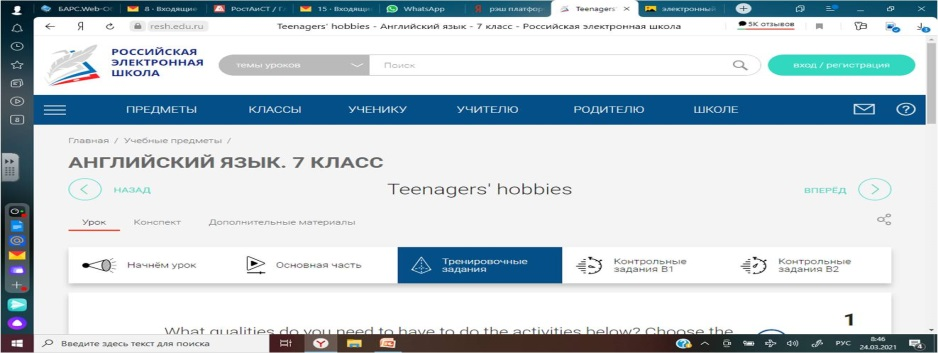 БАРС.Web-Об
8 - Входящие
РостАиСТ / Г
15 - Входящие
WhatsApp
рэш платфор
Teenagers'
электронный
resh.edu.ru
Teenagers' hobbies - Английский язык - 7 класс - Российская электронная школа
5К отзывов
РОССИЙСКАЯ
ЭЛЕКТРОННАЯ
ШКОЛА
темы уроков
Поиск
вход / регистрация
ПРЕДМЕТЫ КЛАССЫ УЧЕНИКУ УЧИТЕЛЮ РОДИТЕЛЮ ШКОЛЕ
Главная / Учебные предметы /
АНГЛИЙСКИЙ ЯЗЫК. 7 КЛАСС
НАЗАД
Teenagers' hobbies
ВПЕРЁД
Урок Конспект Дополнительные материалы
Начнём урок
Основная часть
Тренировочные
задания
Контрольные
задания В1
Контрольные
задания В2
What qualities do you need to have to do the activities below? Choose the
1
Введите здесь текст для поиска
РУС
8:46
24.03.2021